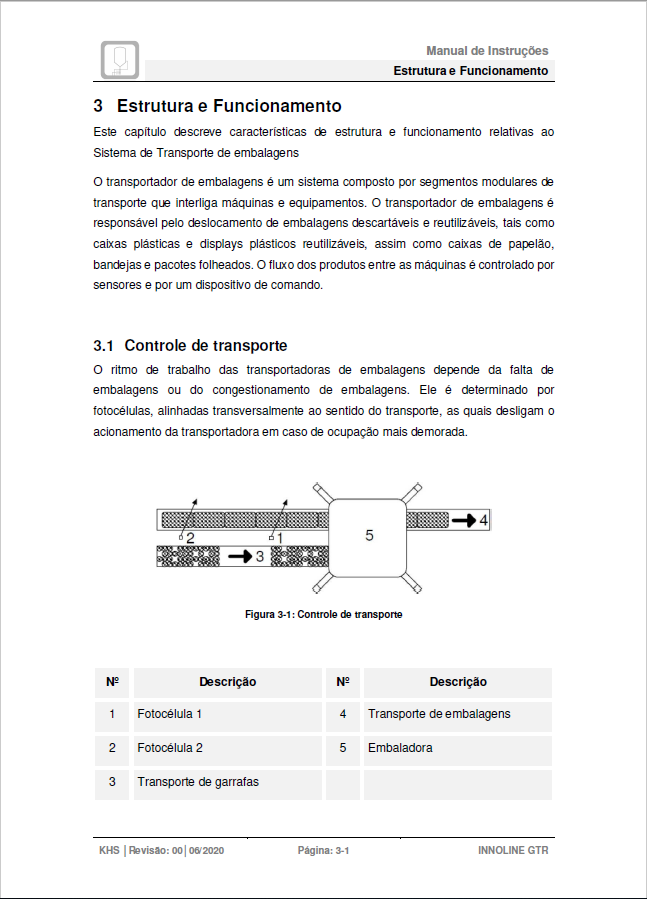 Manual de Instruções
Estrutura e Funcionamento
3 Estrutura e Funcionamento
Este capítulo descreve características de estrutura e funcionamento relativas ao
Sistema de Transporte de embalagens
O transportador de embalagens é um sistema composto por segmentos modulares de
transporte que interliga máquinas e equipamentos. O transportador de embalagens é
responsável pelo deslocamento de embalagens descartáveis e reutilizáveis, tais como
caixas plásticas e displays plásticos reutilizáveis, assim como caixas de papelão,
bandejas e pacotes folheados. O fluxo dos produtos entre as máquinas é controlado por
sensores e por um dispositivo de comando.
3.1 Controle de transporte
O ritmo de trabalho das transportadoras de embalagens depende da falta de
embalagens ou do congestionamento de embalagens. Ele é determinado por
fotocélulas, alinhadas transversalmente ao sentido do transporte, as quais desligam o
acionamento da transportadora em caso de ocupação mais demorada.
4
2 1 5
3
Figura 3-1: Controle de transporte
Nº Descrição Nº Descrição
1 Fotocélula 1 4 Transporte de embalagens
2 Fotocélula 2 5 Embaladora
3 Transporte de garrafas
KHS | Revisão: 00| 06/2020 Página: 3-1 INNOLINE GTR